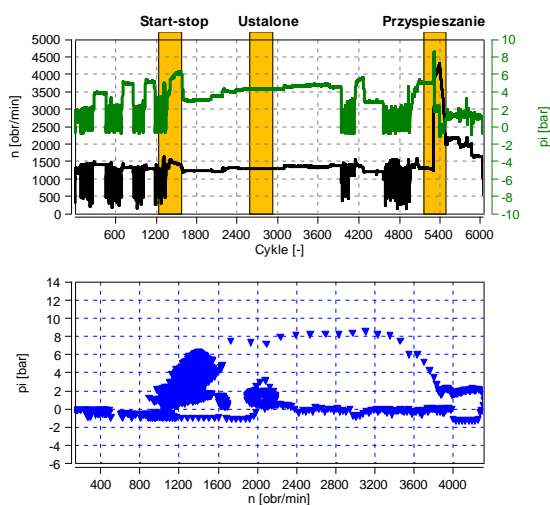 Start-stop Ustalone Przyspieszanie
5000 10
4500 8
4000 6
3500 4
3000 2
2500 0
2000 -2
1500 -4
1000 -6
500 -8
0 -10
n [obr/min]
pi [bar]
600 1200 1800 2400 3000 3600 4200 4800 5400 6000
Cykle [-]
14
12
10
8
6
4
2
0
-2
-4
-6
pi [bar]
400 800 1200 1600 2000 2400 2800 3200 3600 4000
n [obr/min]